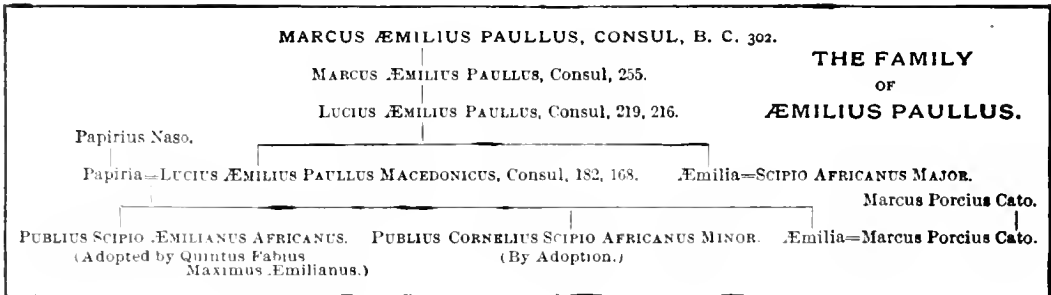 MARCUS ÆMILIUS PAULLUS, CONSUL, B. C. 302.
THE FAMILY
OF
ÆMILIUS PAULLUS.
MARCUS ÆMILIUS PAULLUS, Consul, 255.
LUCIUS ÆMILIUS PAULLUS, Consul, 219, 216.
Papirius Naso.
Papiria=LUCIUS ÆMILIUS PAULLUS MACEDONICUS, Consul, 182, 168. Æmilia=SCIPIO AFRICANUS MAJOR.
Marcus Porcius Cato.
PUBLIUS SCIPIO ÆMILIANUS AFRICANUS. PUBLIUS CORNELIUS SCIPIO AFRICANUS MINOR. Æmilia=Marcus Porcius Cato.
(Adopted by Quintus Fabius (By Adoption.)
Maximus Æmilianus.)